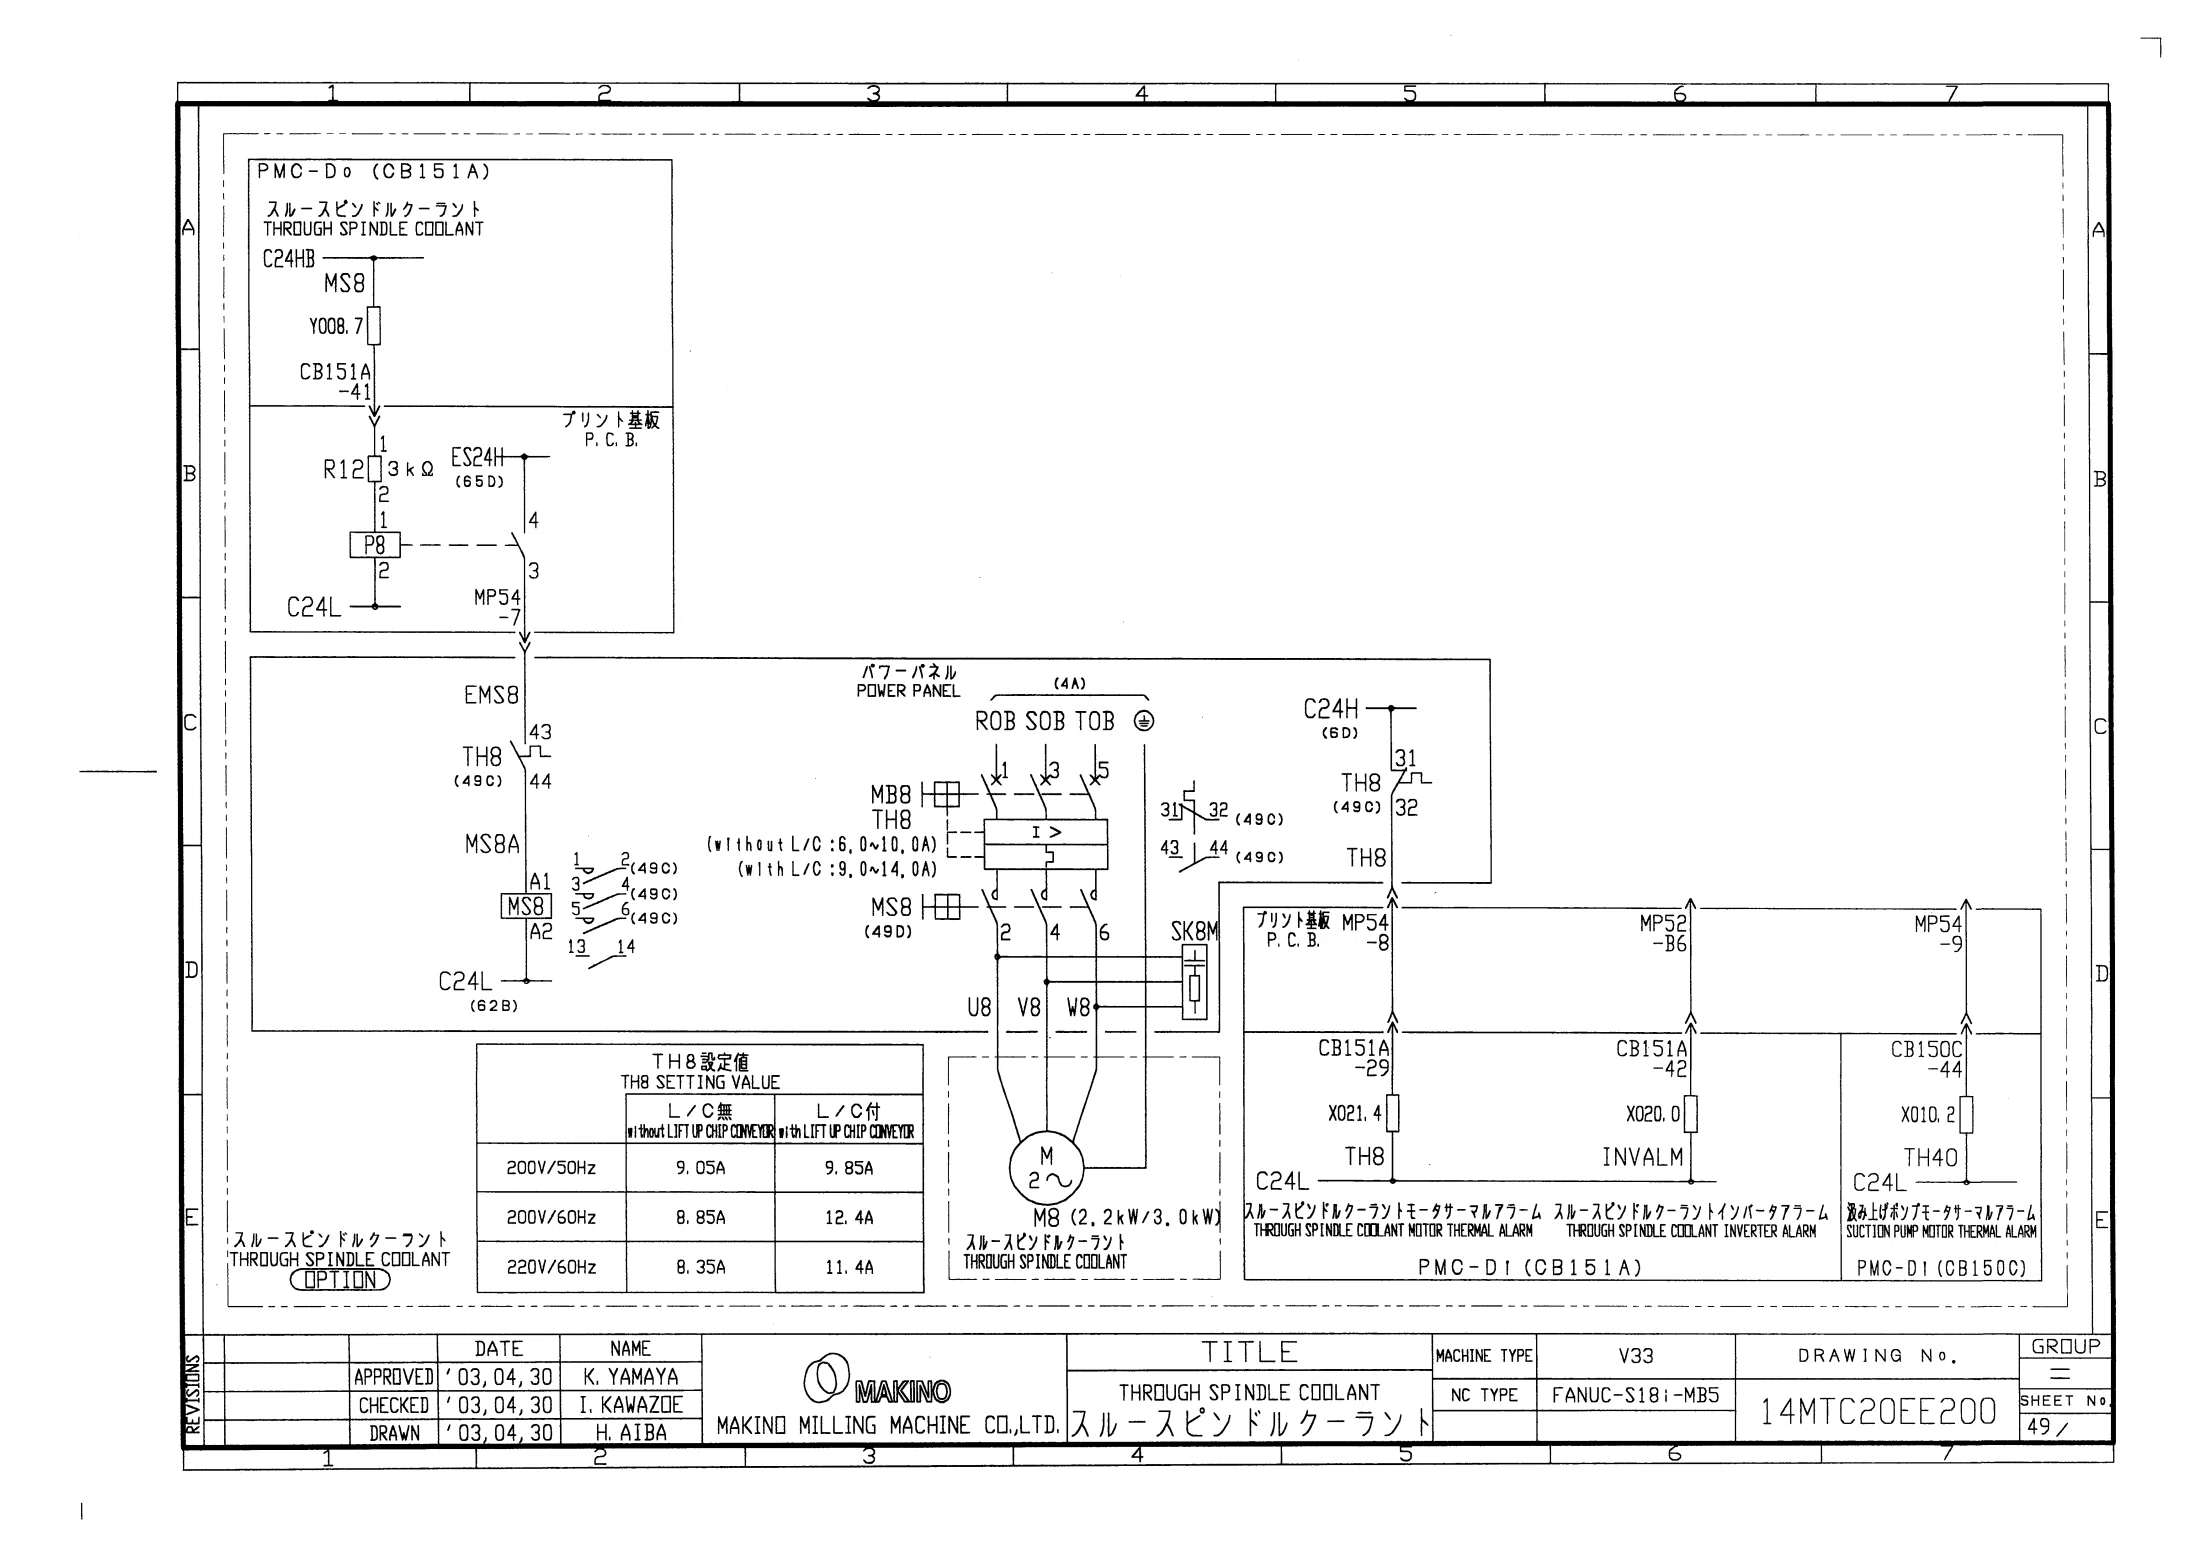 1 2 3 4 5 6 7
A
B
C
D
E
PMC-Do (CB151A)
スルースピンドルクーラント
THROUGH SPINDLE COOLANT
C24HB
MS8
Y008.7
CB151A
-41
プリント基板
P.C.B.
1
R12 3kΩ
2
ES24H
(65D)
1
P8
2
4
3
C24L
MP54
-7
パワーパネル
POWER PANEL
EMS8
43
TH8
(49C) 44
MS8A
A1
MS8
A2
C24L
(62B)
1 2 (49C)
3 4 (49C)
5 6 (49C)
13 14
(4A)
ROB SOB TOB
1 3 5
MB8
TH8
(without L/C:6.0~10.0A)
(with L/C:9.0~14.0A)
I >
MS8
(49D)
2 4 6
SK8M
U8 V8 W8
31 32 (49C)
43 44 (49C)
C24H
(6D)
31
TH8
(49C) 32
TH8
プリント基板
P.C.B.
MP54
-8
MP52
-B6
MP54
-9
CB151A
-29
CB151A
-42
CB150C
-44
X021.4
X020.0
X010.2
TH8
INVALM
TH40
C24L
C24L
スルースピンドルクーラントモータサーマルアラーム
THROUGH SPINDLE COOLANT MOTOR THERMAL ALARM
スルースピンドルクーラントインバータアラーム
THROUGH SPINDLE COOLANT INVERTER ALARM
汲み上げポンプモータサーマルアラーム
SUCTION PUMP MOTOR THERMAL ALARM
PMC-Di (CB151A)
PMC-Di (CB150C)
TH8設定値
TH8 SETTING VALUE
L/C無 L/C付
without LIFT UP CHIP CONVEYOR with LIFT UP CHIP CONVEYOR
200V/50Hz 9.05A 9.85A
200V/60Hz 8.85A 12.4A
220V/60Hz 8.35A 11.4A
M
2~
M8 (2.2kW/3.0kW)
スルースピンドルクーラント
THROUGH SPINDLE COOLANT
スルースピンドルクーラント
THROUGH SPINDLE COOLANT
OPTION
A
B
C
D
E
REVISIONS
DATE NAME
APPROVED '03,04,30 K. YAMAYA
CHECKED '03,04,30 I. KAWAZOE
DRAWN '03,04,30 H. AIBA
MAKINO
MAKINO MILLING MACHINE CO.,LTD.
TITLE
THROUGH SPINDLE COOLANT
スルースピンドルクーラント
MACHINE TYPE V33
NC TYPE FANUC-S18i-MB5
DRAWING No.
14MTC20EE200
GROUP
=
SHEET No.
49/
1 2 3 4 5 6 7